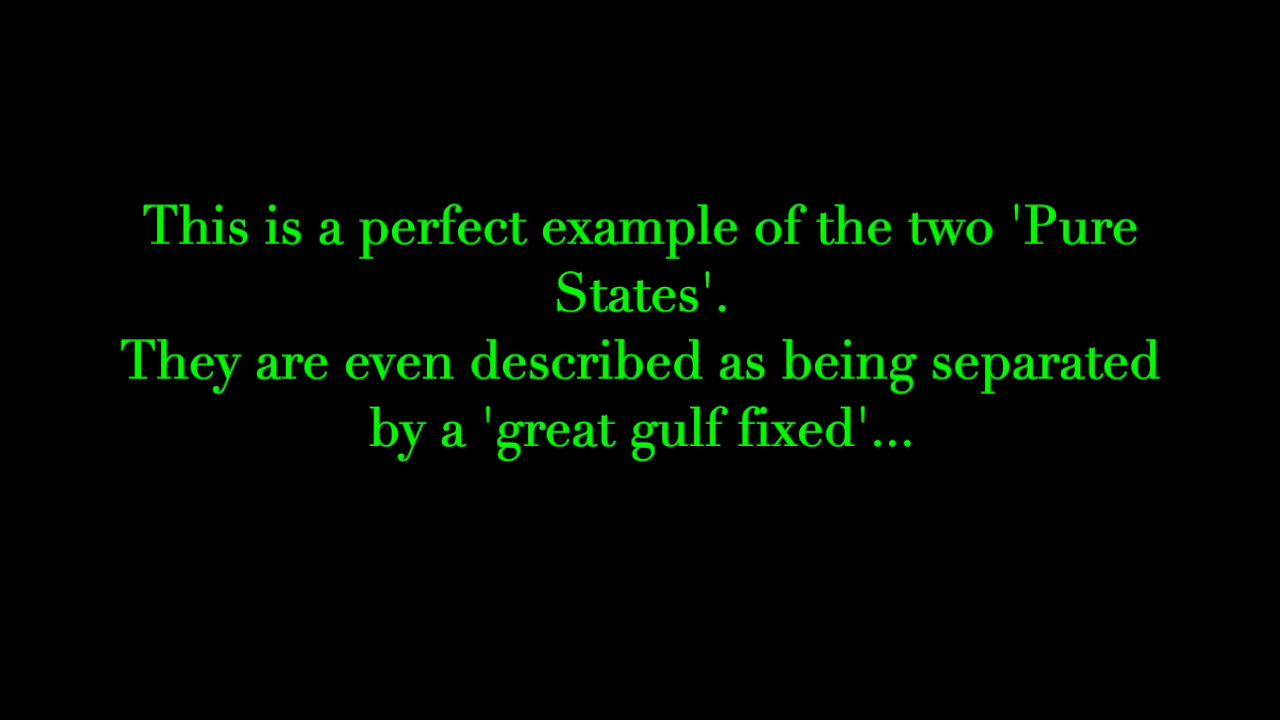 This is a perfect example of the two 'Pure
States'.
They are even described as being separated
by a 'great gulf fixed'...